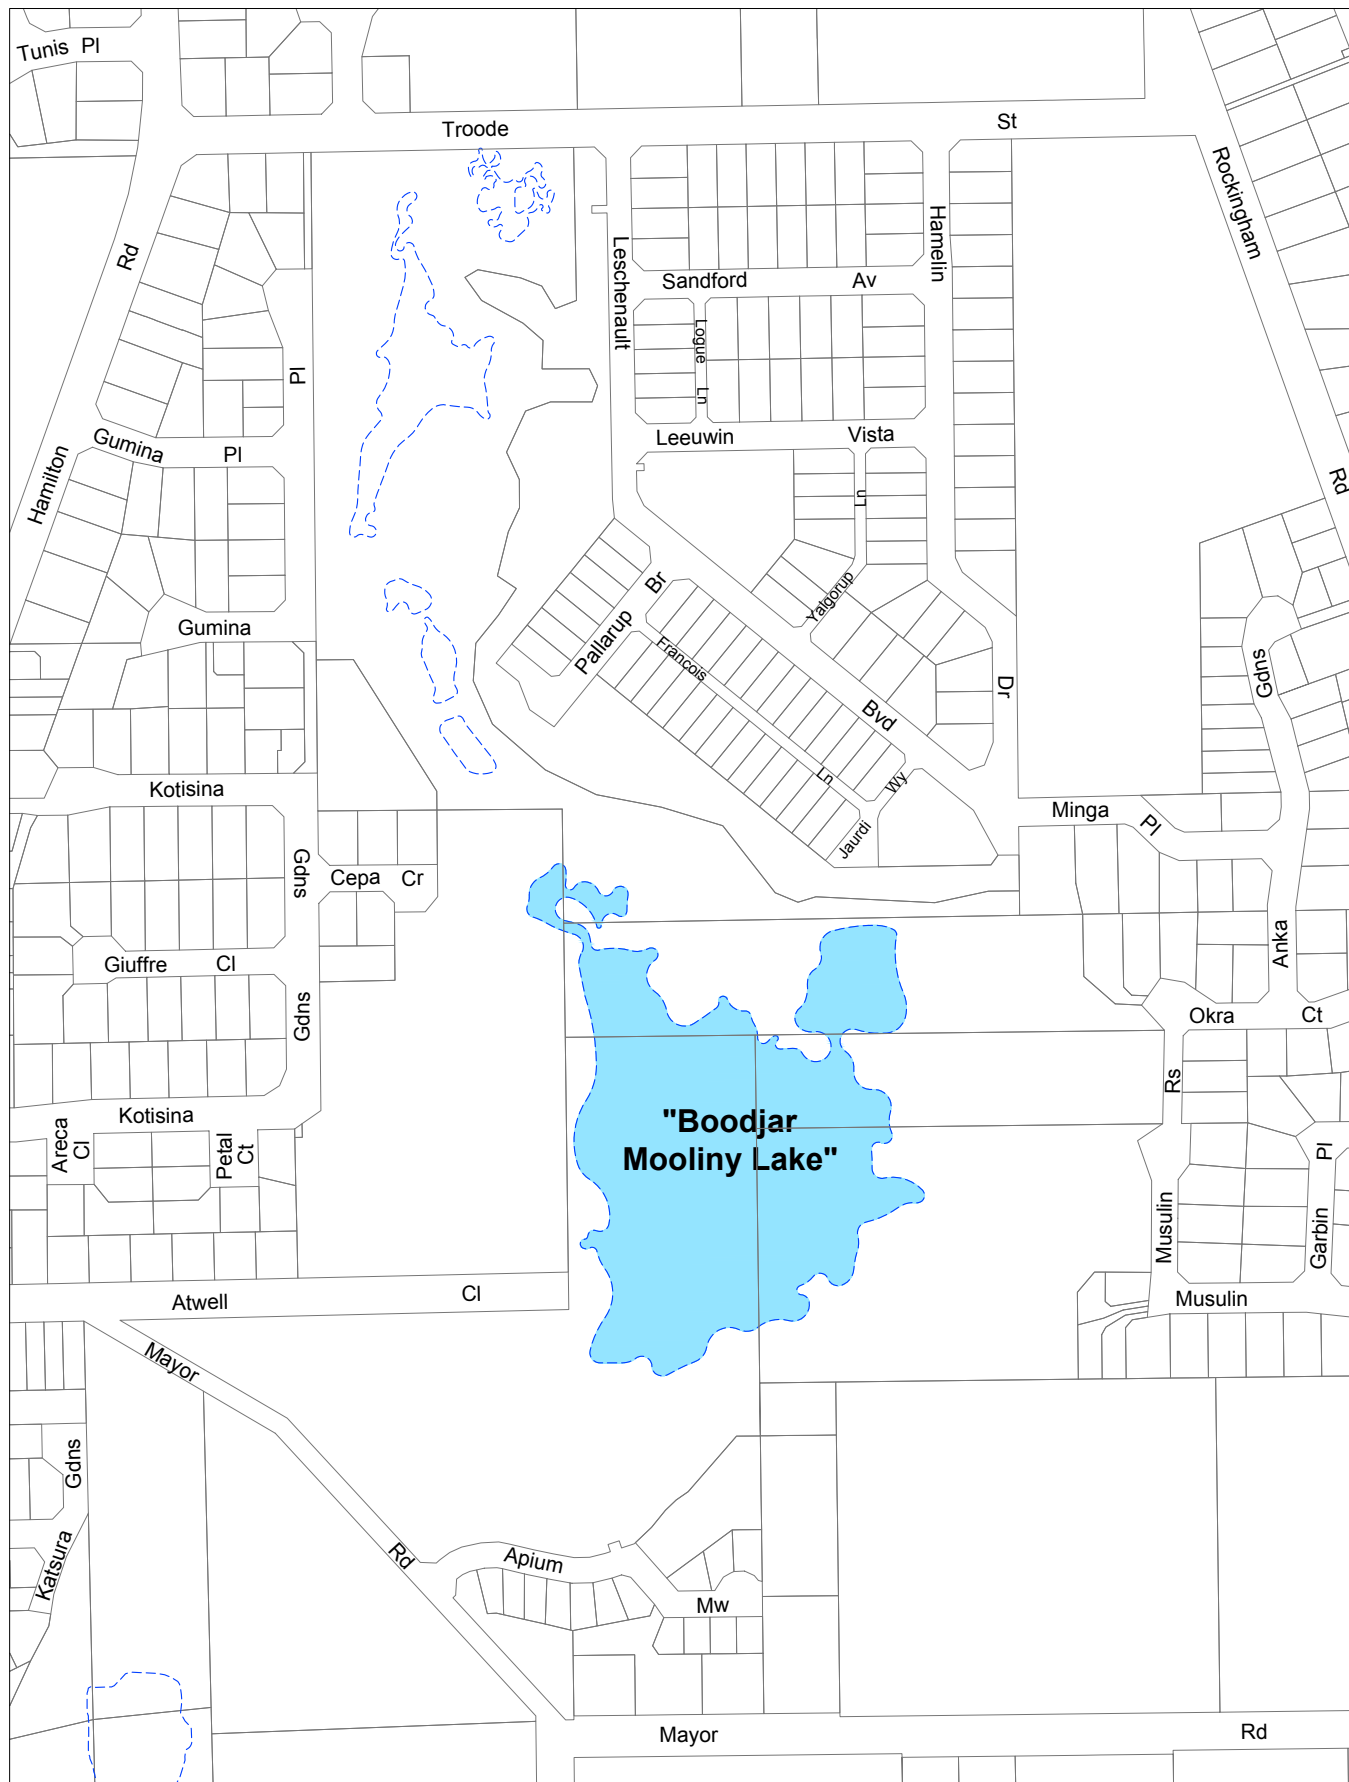 Tunis Pl
Troode
St
Rockingham
Rd
Hamelin
Leschenault
Sandford
Av
Logue
Ln
Pl
Gumina
Pl
Leeuwin
Vista
Hamilton
Rd
Ln
Yalgorup
Br
Pallarup
Francois
Gumina
Gdns
Dr
Bvd
Ln
Wy
Kotisina
Minga
Pl
Jaurdi
Gdns
Cepa
Cr
Giuffre
Cl
Anka
Gdns
Okra
Ct
Rs
Kotisina
"Boodjar
Mooliny Lake"
Areca
Cl
Petal
Ct
Pl
Musulin
Garbin
Atwell
Cl
Musulin
Mayor
Gdns
Katsura
Rd
Apium
Mw
Mayor
Rd